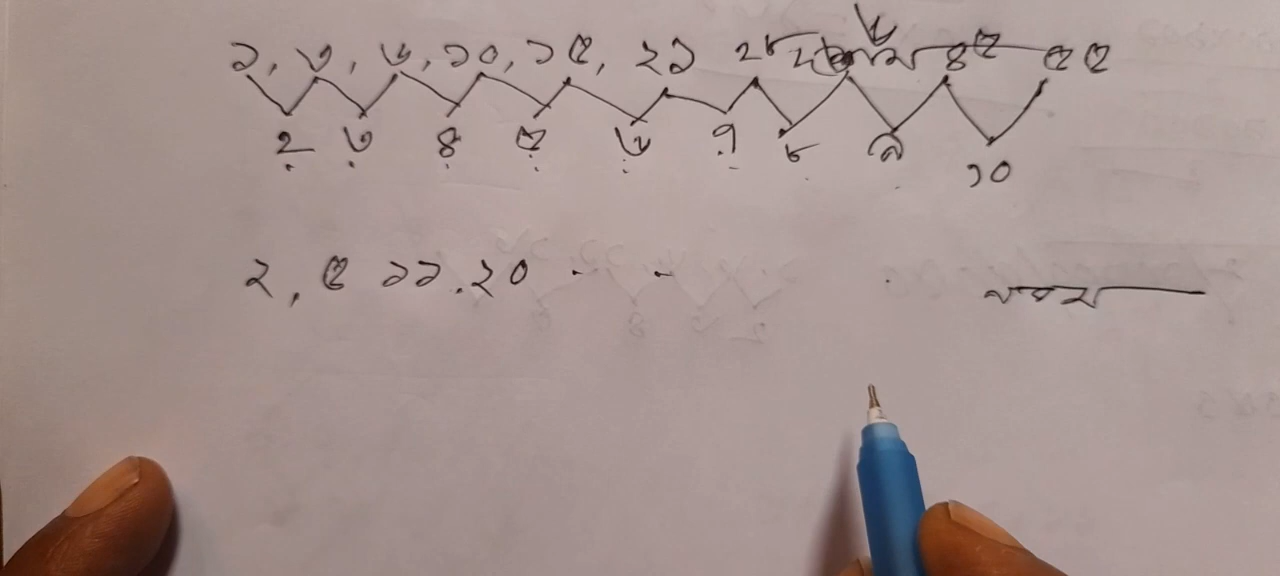 ১, ৩, ৬, ১০, ১৫, ২১ ২৮ ৪৫ ৫৫
২ ৩ ৪ ৫ ৬ ৭ ৮ ৯ ১০
২, ৫ ১১. ২০ - -